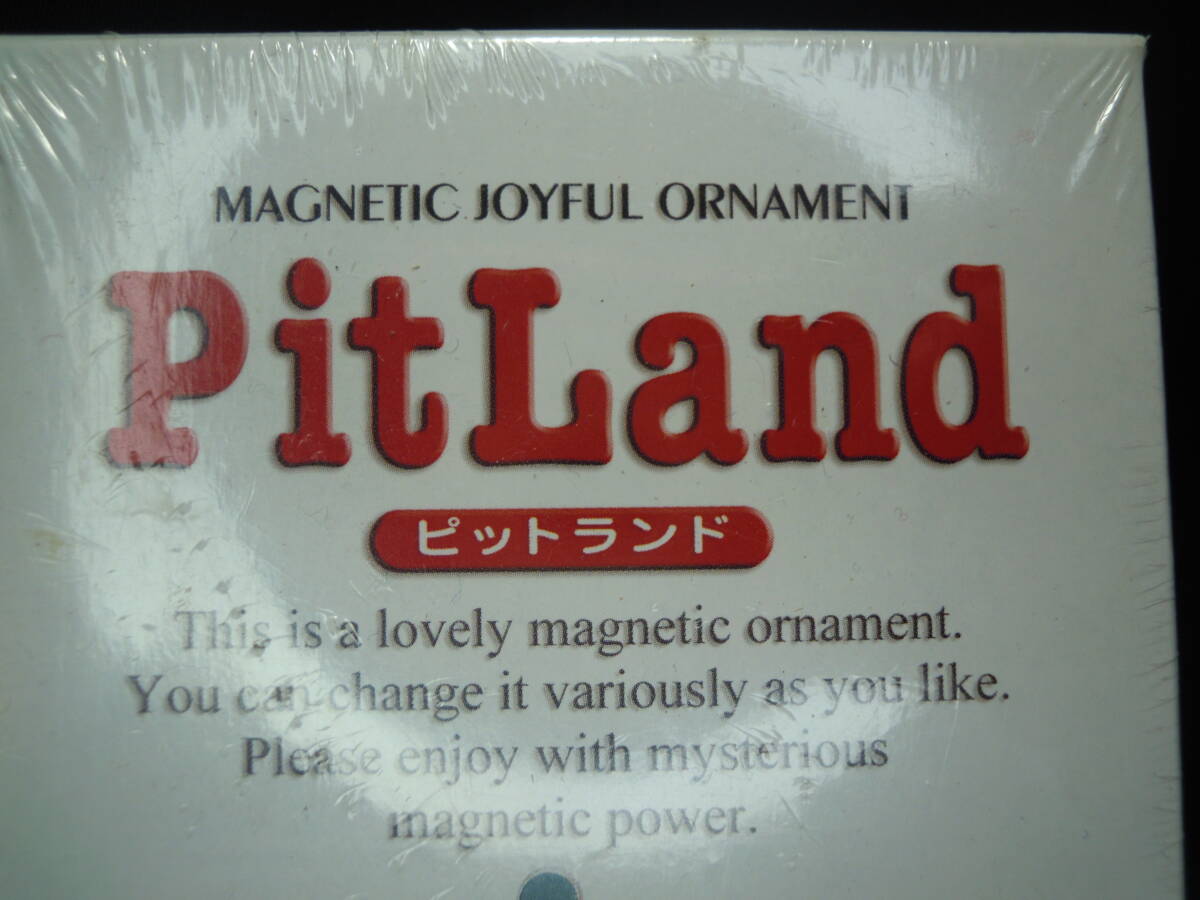 MAGNETIC JOYFUL ORNAMENT
PitLand
ピットランド
This is a lovely magnetic ornament.
You can change it variously as you like.
Please enjoy with mysterious
magnetic power.